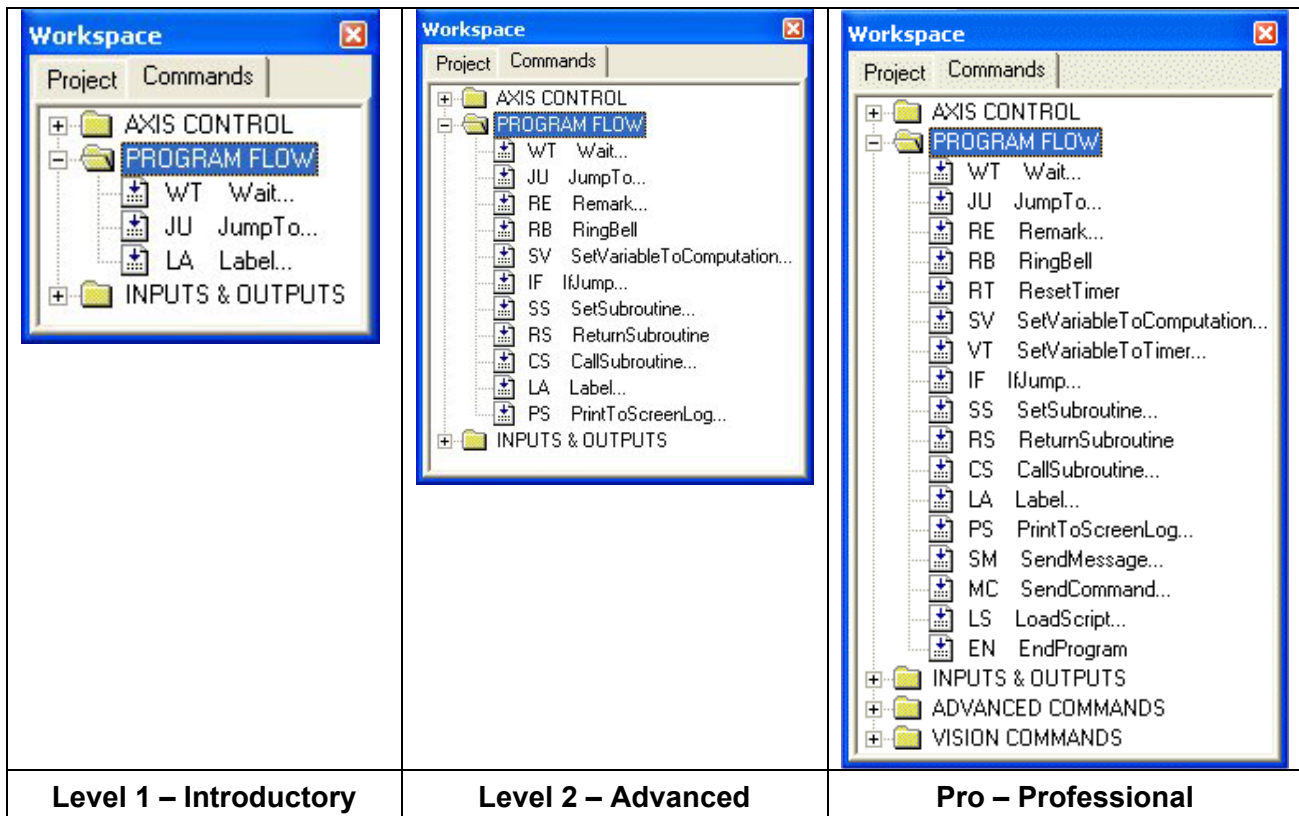 Workspace
Project Commands
AXIS CONTROL
PROGRAM FLOW
WT Wait...
JU JumpTo...
LA Label...
INPUTS & OUTPUTS
Level 1 – Introductory
Workspace
Project Commands
AXIS CONTROL
PROGRAM FLOW
WT Wait...
JU JumpTo...
RE Remark...
RB RingBell
SV SetVariableToComputation...
IF IfJump...
SS SetSubroutine...
RS ReturnSubroutine
CS CallSubroutine...
LA Label...
PS PrintToScreenLog...
INPUTS & OUTPUTS
Level 2 – Advanced
Workspace
Project Commands
AXIS CONTROL
PROGRAM FLOW
WT Wait...
JU JumpTo...
RE Remark...
RB RingBell
RT ResetTimer
SV SetVariableToComputation...
VT SetVariableToTimer...
IF IfJump...
SS SetSubroutine...
RS ReturnSubroutine
CS CallSubroutine...
LA Label...
PS PrintToScreenLog...
SM SendMessage...
MC SendCommand...
LS LoadScript...
EN EndProgram
INPUTS & OUTPUTS
ADVANCED COMMANDS
VISION COMMANDS
Pro – Professional